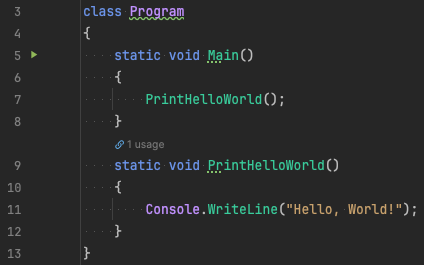 3 class Program
4 {
5 static void Main()
6 {
7 PrintHelloWorld();
8 }
1 usage
9 static void PrintHelloWorld()
10 {
11 Console.WriteLine("Hello, World!");
12 }
13 }